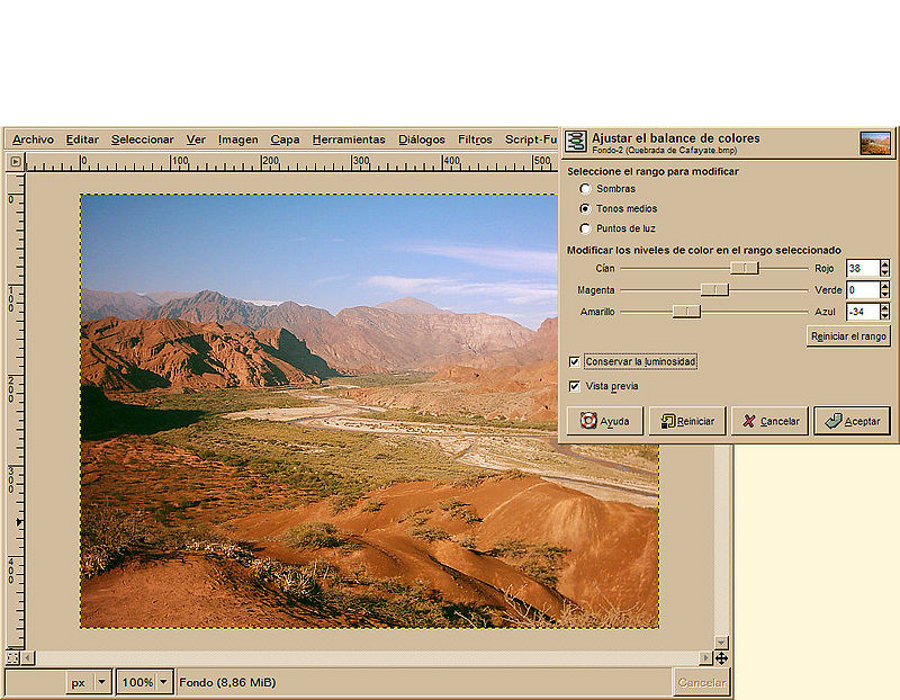 Archivo Editar Seleccionar Ver Imagen Capa Herramientas Diálogos Filtros Script-Fu
0 100 200 300 400 500
0
100
200
300
400
px 100% Fondo (8,86 MiB) Cancelar
Ajustar el balance de colores
Fondo-2 (Quebrada de Cafayate.bmp)
Seleccione el rango para modificar
Sombras
Tonos medios
Puntos de luz
Modificar los niveles de color en el rango seleccionado
Cían Rojo 38
Magenta Verde 0
Amarillo Azul -34
Reiniciar el rango
Conservar la luminosidad
Vista previa
Ayuda Reiniciar Cancelar Aceptar